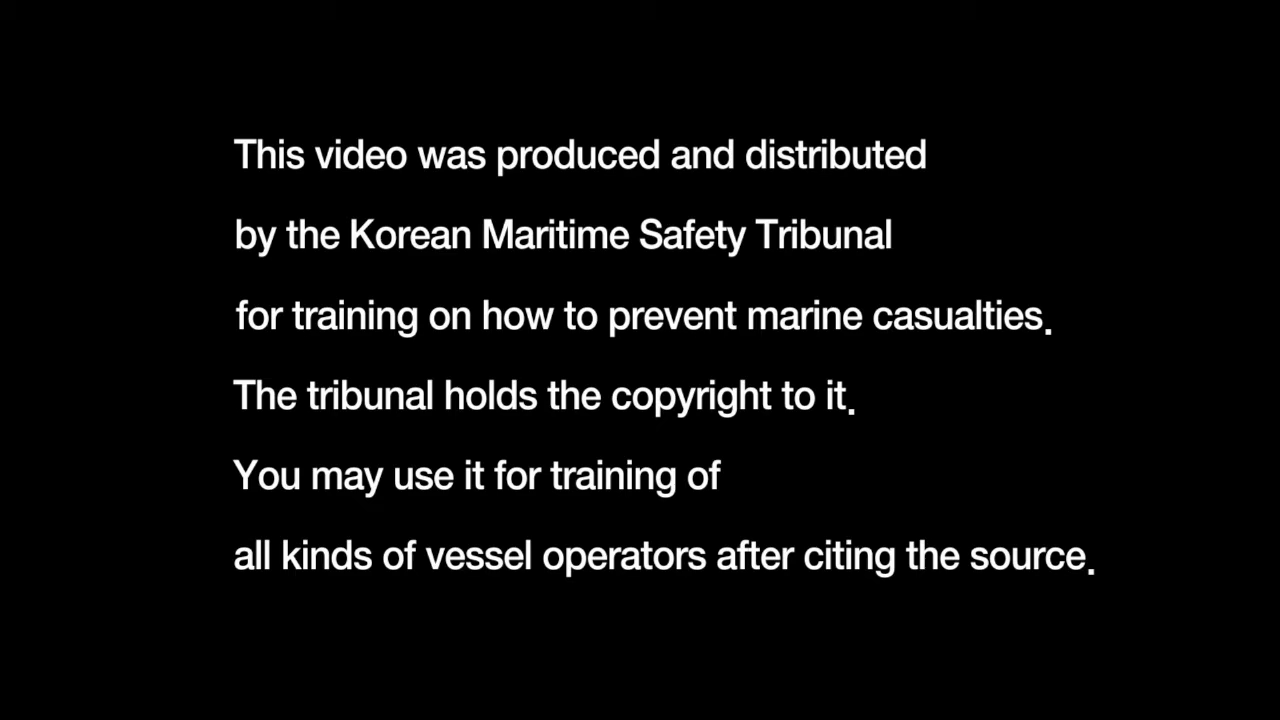 This video was produced and distributed
by the Korean Maritime Safety Tribunal
for training on how to prevent marine casualties.
The tribunal holds the copyright to it.
You may use it for training of
all kinds of vessel operators after citing the source.